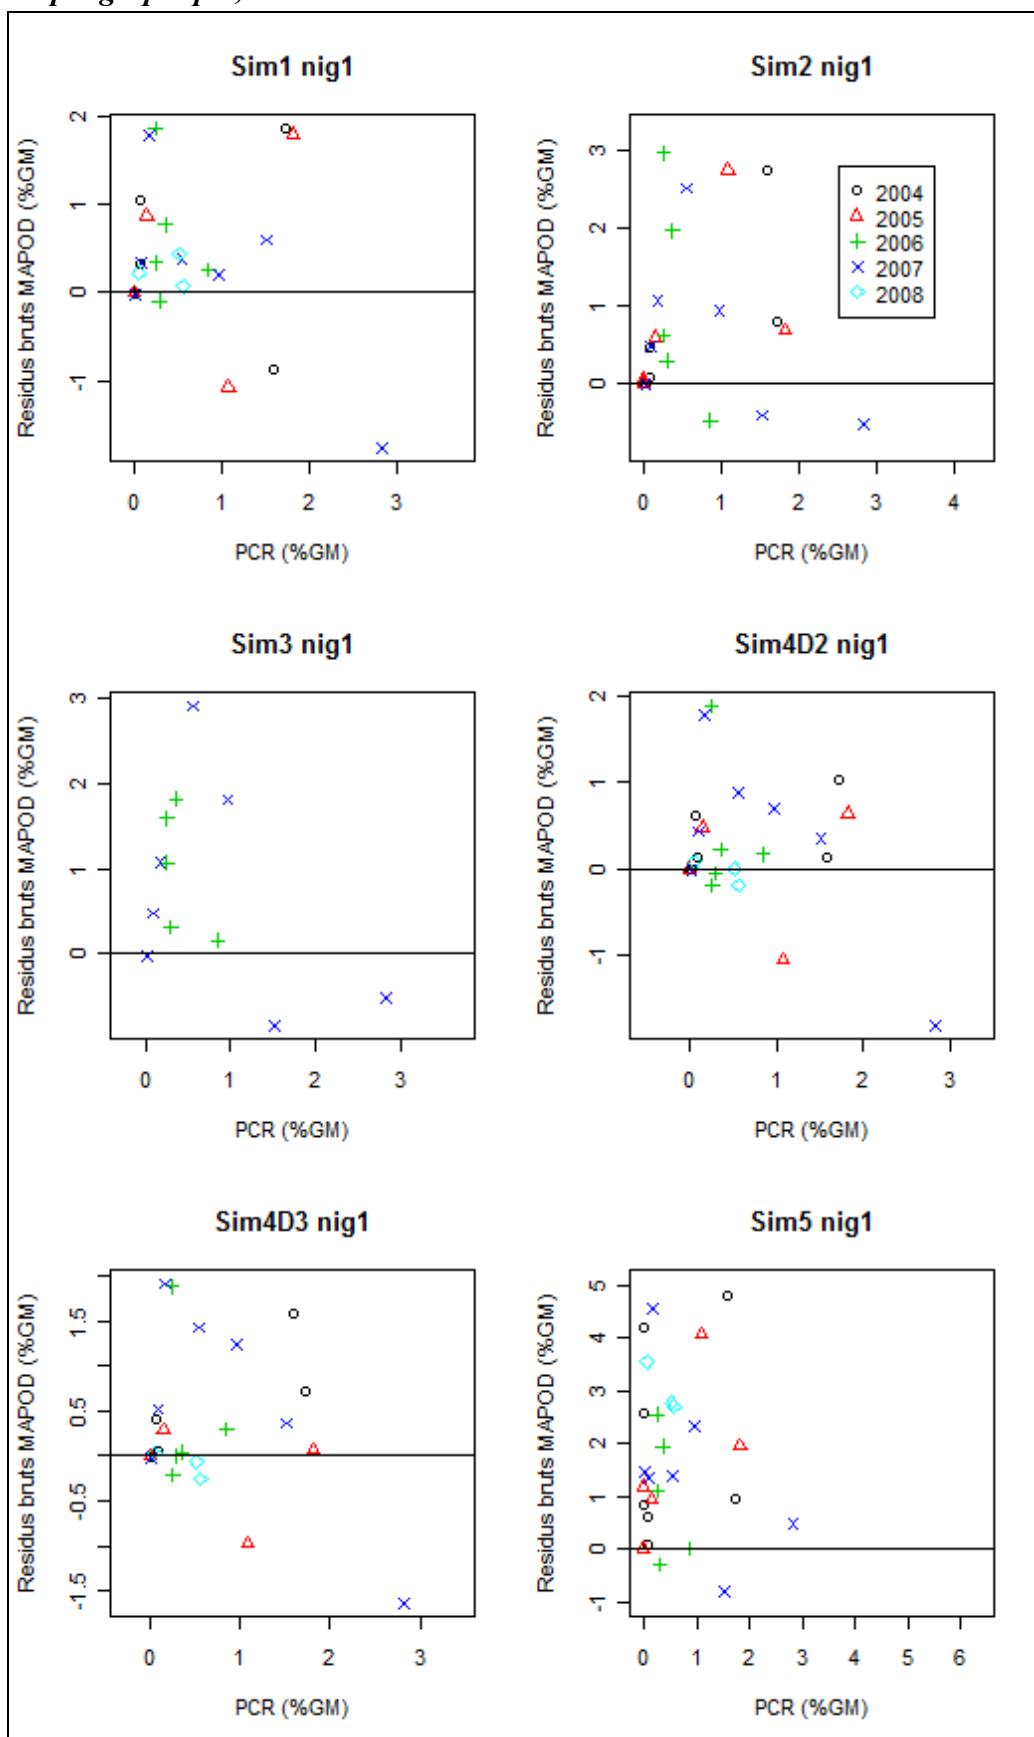 Sim1 nig1
Residus bruts MAPOD (%GM)
2
1
0
-1
0 1 2 3
PCR (%GM)
Sim2 nig1
Residus bruts MAPOD (%GM)
3
2
1
0
2004
2005
2006
2007
2008
0 1 2 3 4
PCR (%GM)
Sim3 nig1
Residus bruts MAPOD (%GM)
3
2
1
0
0 1 2 3
PCR (%GM)
Sim4D2 nig1
Residus bruts MAPOD (%GM)
2
1
0
-1
0 1 2 3
PCR (%GM)
Sim4D3 nig1
Residus bruts MAPOD (%GM)
1.5
0.5
-0.5
-1.5
0 1 2 3
PCR (%GM)
Sim5 nig1
Residus bruts MAPOD (%GM)
5
4
3
2
1
0
-1
0 1 2 3 4 5 6
PCR (%GM)